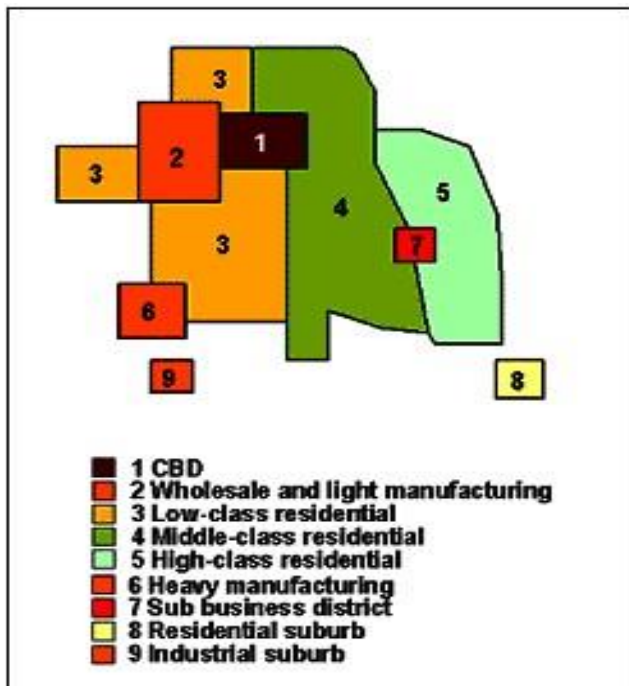 3
1
2
3
5
4
3
7
6
9
8
1 CBD
2 Wholesale and light manufacturing
3 Low-class residential
4 Middle-class residential
5 High-class residential
6 Heavy manufacturing
7 Sub business district
8 Residential suburb
9 Industrial suburb